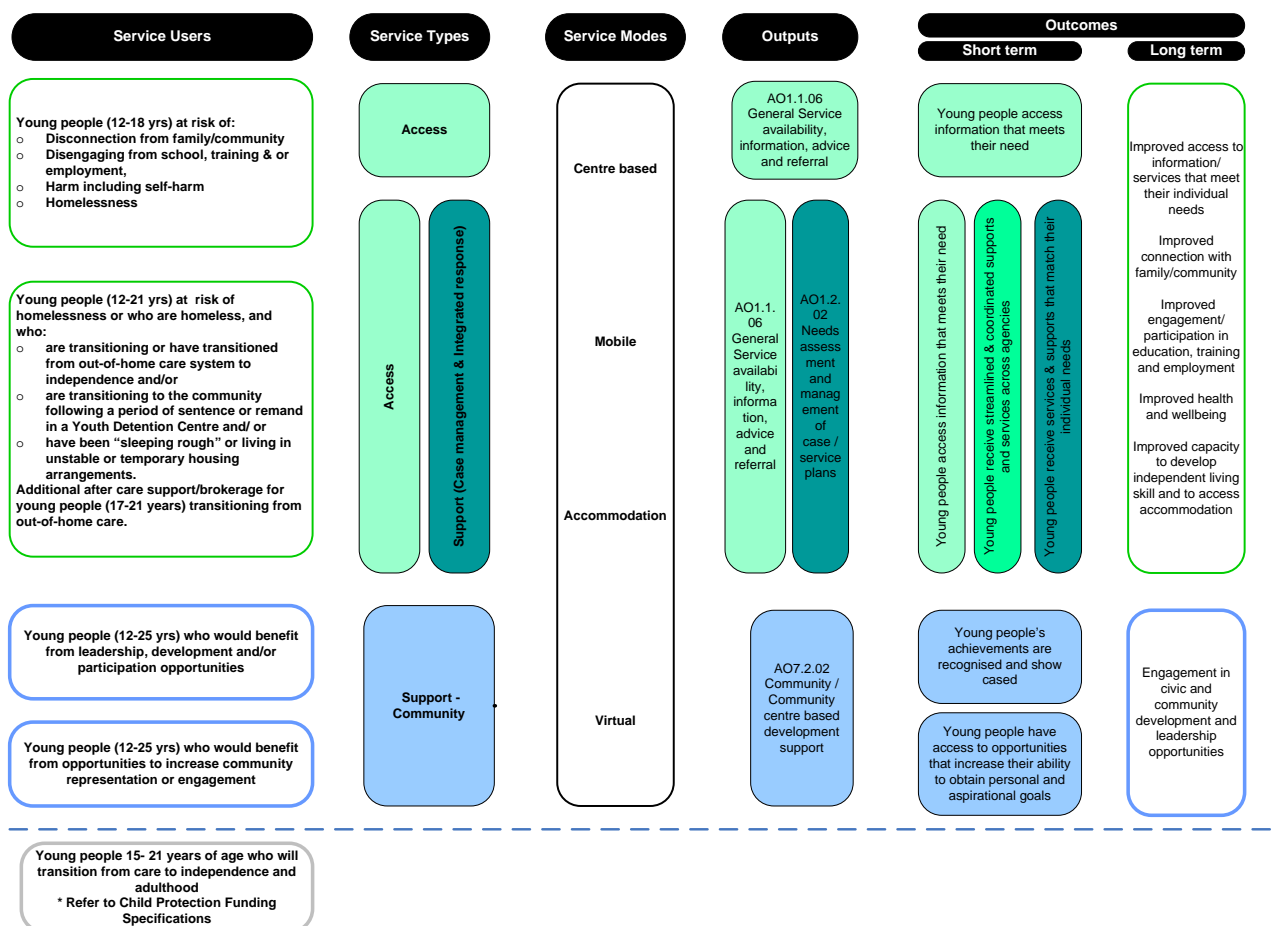 Service Users
Service Types
Service Modes
Outputs
Outcomes
Short term
Long term
Young people (12-18 yrs) at risk of:
o Disconnection from family/community
o Disengaging from school, training & or
employment,
o Harm including self-harm
o Homelessness
Access
AO1.1.06
General Service
availability,
information, advice
and referral
Young people access
information that meets
their need
Young people (12-21 yrs) at risk of
homelessness or who are homeless, and
who:
o are transitioning or have transitioned
from out-of-home care system to
independence and/or
o are transitioning to the community
following a period of sentence or remand
in a Youth Detention Centre and/ or
o have been “sleeping rough” or living in
unstable or temporary housing
arrangements.
Additional after care support/brokerage for
young people (17-21 years) transitioning from
out-of-home care.
Access
Support (Case management & Integrated response)
Centre based
Mobile
Accommodation
Virtual
AO1.1.
06
General
Service
availabi
lity,
informa
tion,
advice
and
referral
AO1.2.
02
Needs
assess
ment
and
manag
ement
of
case /
service
plans
Young people access information that meets their need
Young people receive streamlined & coordinated supports
and services across agencies
Young people receive services & supports that match their
individual needs
Improved access to
information/
services that meet
their individual
needs
Improved
connection with
family/community
Improved
engagement/
participation in
education, training
and employment
Improved health
and wellbeing
Improved capacity
to develop
independent living
skill and to access
accommodation
Young people (12-25 yrs) who would benefit
from leadership, development and/or
participation opportunities
Young people (12-25 yrs) who would benefit
from opportunities to increase community
representation or engagement
Support -
Community
AO7.2.02
Community /
Community
centre based
development
support
Young people’s
achievements are
recognised and show
cased
Young people have
access to opportunities
that increase their ability
to obtain personal and
aspirational goals
Engagement in
civic and
community
development and
leadership
opportunities
Young people 15- 21 years of age who will
transition from care to independence and
adulthood
* Refer to Child Protection Funding
Specifications